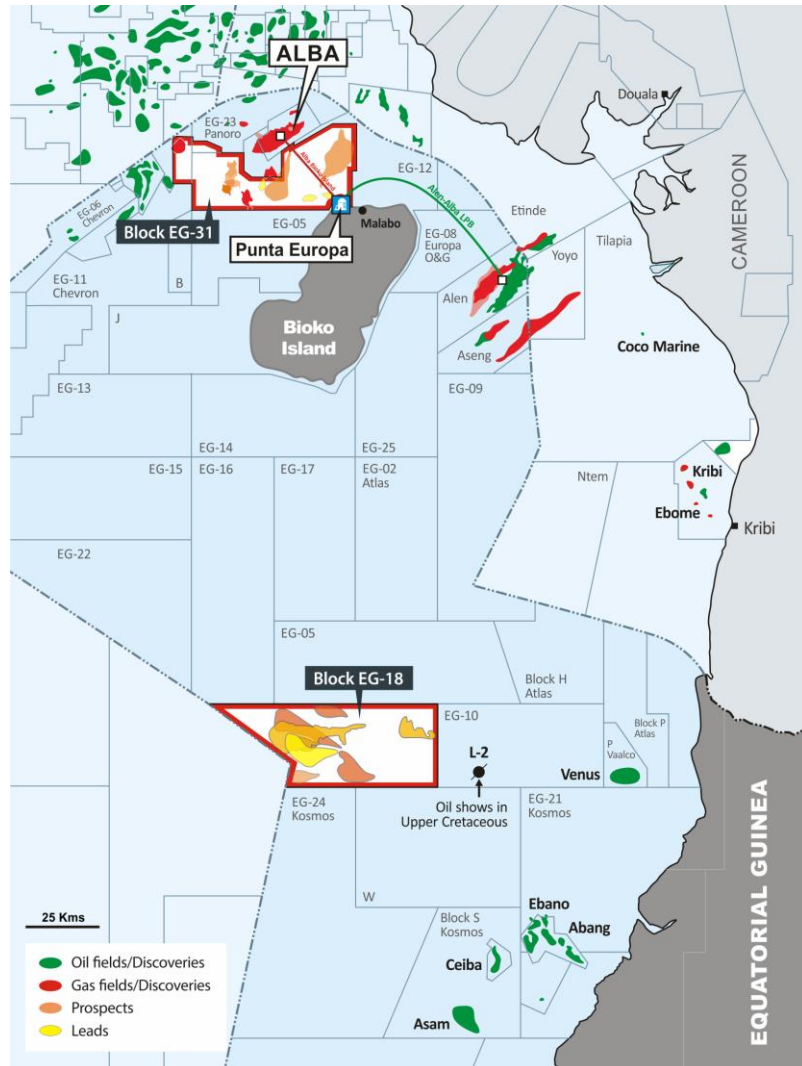 ALBA
Douala
EG-23
Panoro
Alba Pipeline
EG-12
CAMEROON
EG-06
Chevron
Alen-Alba LPB
Etinde
Block EG-31
EG-05
Malabo
Punta Europa
EG-08
Europa
O&G
Yoyo
Tilapia
EG-11
Chevron
B
Alen
J
Bioko
Island
Aseng
Coco Marine
EG-13
EG-09
EG-14
EG-25
EG-15
EG-16
EG-17
EG-02
Atlas
Ntem
Kribi
Ebome
Kribi
EG-22
EG-05
Block H
Atlas
Block EG-18
EG-10
Block P
Atlas
P
Vaalco
L-2
Venus
Oil shows in
Upper Cretaceous
EG-24
Kosmos
EG-21
Kosmos
EQUATORIAL GUINEA
W
25 Kms
Block S
Kosmos
Ebano
Abang
Ceiba
Asam
Oil fields/Discoveries
Gas fields/Discoveries
Prospects
Leads